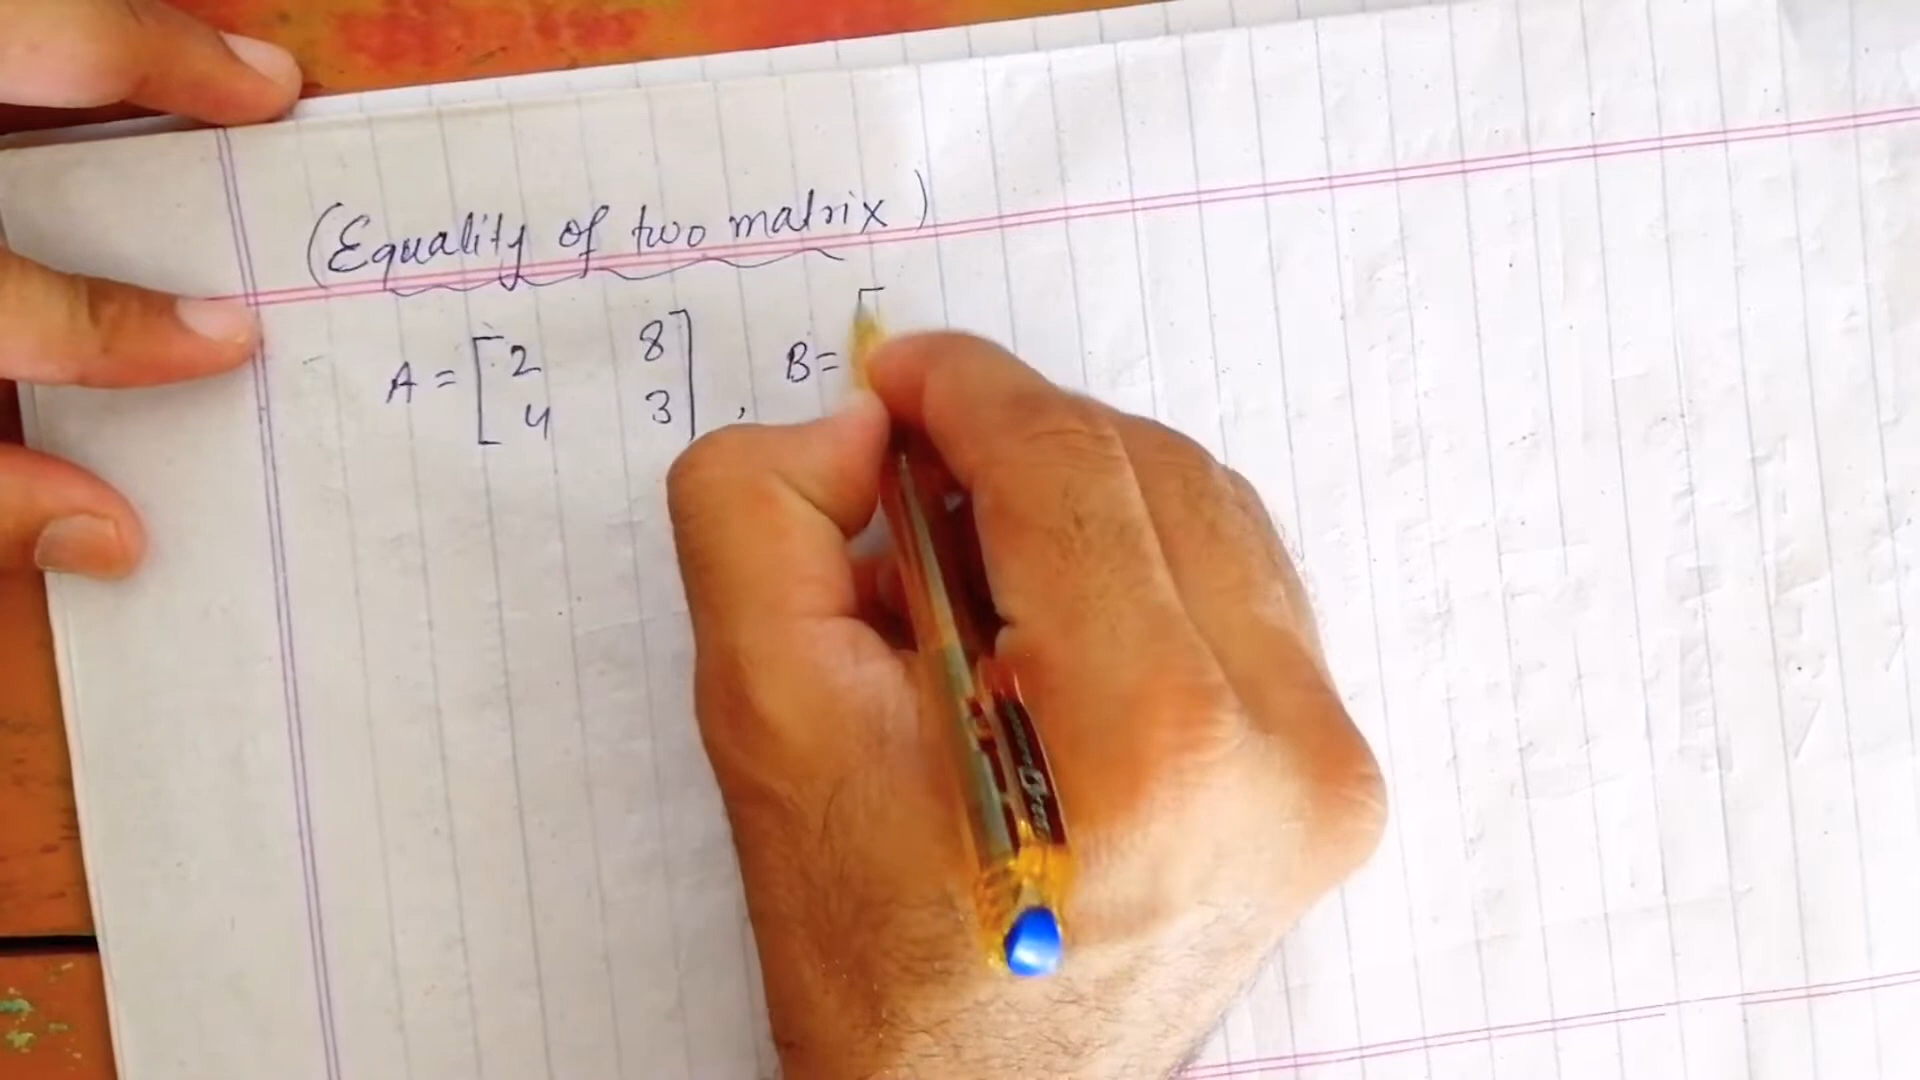 (Equality of two matrix)
A = [2 8
4 3], B = [